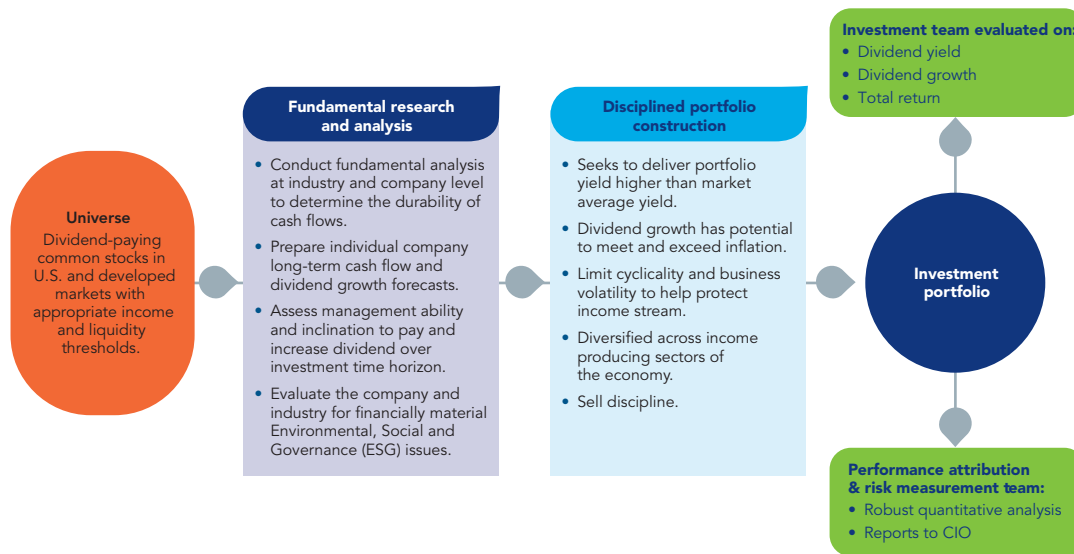 Universe
Dividend-paying
common stocks in
U.S. and developed
markets with
appropriate income
and liquidity
thresholds.
Fundamental research
and analysis
• Conduct fundamental analysis
at industry and company level
to determine the durability of
cash flows.
• Prepare individual company
long-term cash flow and
dividend growth forecasts.
• Assess management ability
and inclination to pay and
increase dividend over
investment time horizon.
• Evaluate the company and
industry for financially material
Environmental, Social and
Governance (ESG) issues.
Disciplined portfolio
construction
• Seeks to deliver portfolio
yield higher than market
average yield.
• Dividend growth has potential
to meet and exceed inflation.
• Limit cyclicality and business
volatility to help protect
income stream.
• Diversified across income
producing sectors of
the economy.
• Sell discipline.
Investment team evaluated on:
• Dividend yield
• Dividend growth
• Total return
Investment
portfolio
Performance attribution
& risk measurement team:
• Robust quantitative analysis
• Reports to CIO